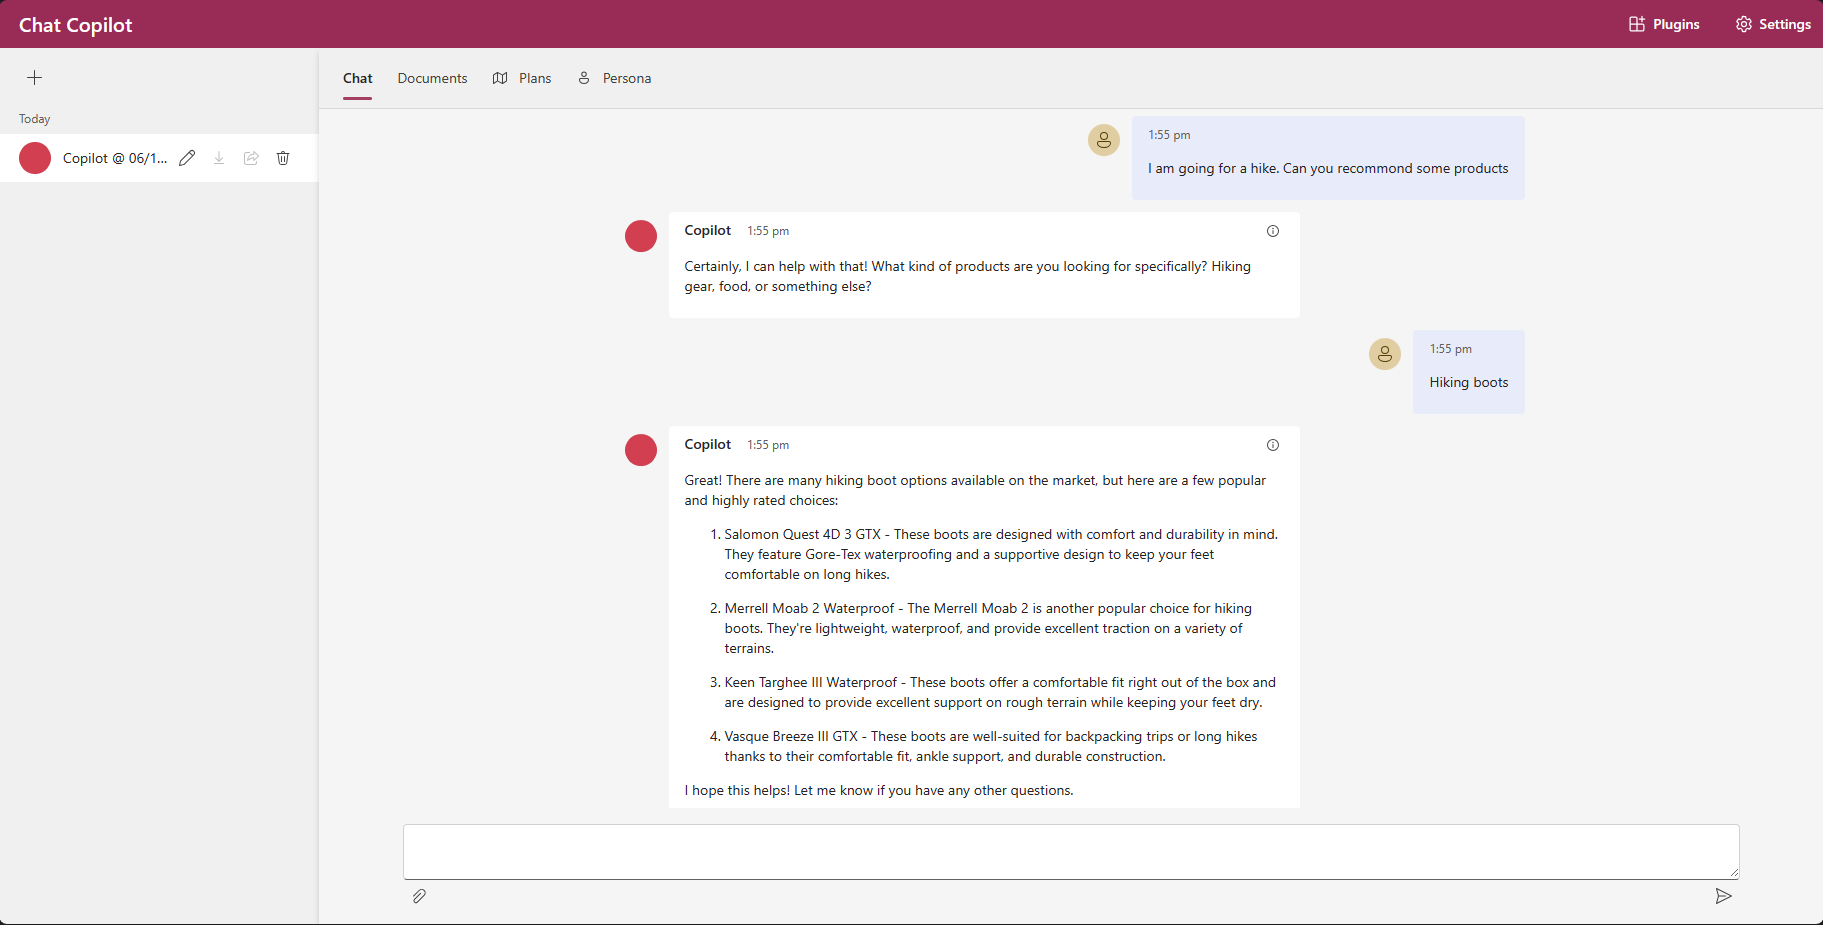 Chat Copilot
Plugins
Settings
Today
Copilot @ 06/1...
Chat
Documents
Plans
Persona
1:55 pm
I am going for a hike. Can you recommond some products
Copilot 1:55 pm
Certainly, I can help with that! What kind of products are you looking for specifically? Hiking
gear, food, or something else?
1:55 pm
Hiking boots
Copilot 1:55 pm
Great! There are many hiking boot options available on the market, but here are a few popular
and highly rated choices:
1. Salomon Quest 4D 3 GTX - These boots are designed with comfort and durability in mind.
They feature Gore-Tex waterproofing and a supportive design to keep your feet
comfortable on long hikes.
2. Merrell Moab 2 Waterproof - The Merrell Moab 2 is another popular choice for hiking
boots. They're lightweight, waterproof, and provide excellent traction on a variety of
terrains.
3. Keen Targhee III Waterproof - These boots offer a comfortable fit right out of the box and
are designed to provide excellent support on rough terrain while keeping your feet dry.
4. Vasque Breeze III GTX - These boots are well-suited for backpacking trips or long hikes
thanks to their comfortable fit, ankle support, and durable construction.
I hope this helps! Let me know if you have any other questions.